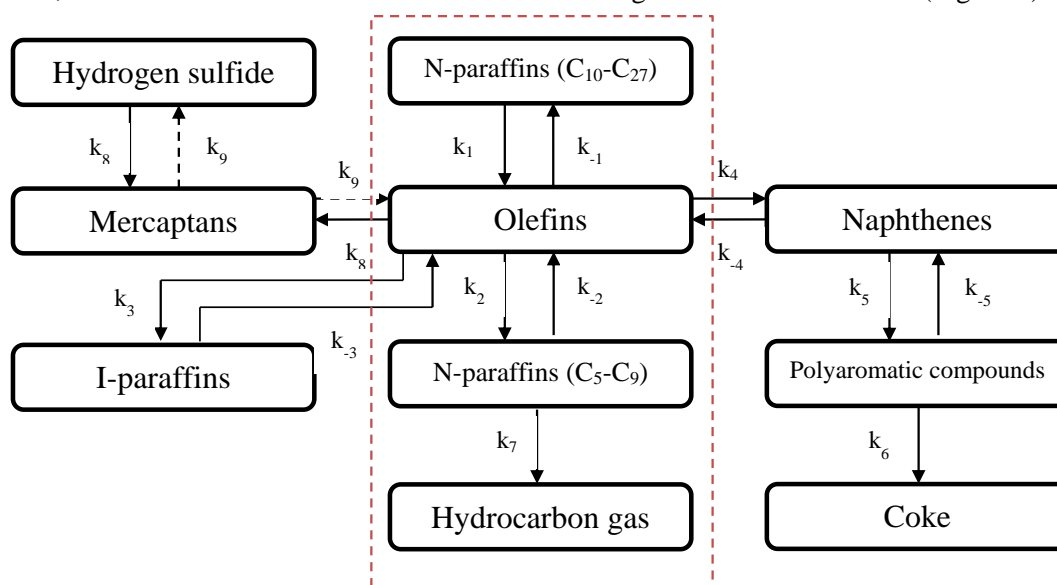 Hydrogen sulfide
N-paraffins (C₁₀-C₂₇)
k₈
k₉
k₁
k₋₁
k₉
k₄
Mercaptans
Olefins
Naphthenes
k₈
k₋₄
k₃
k₂
k₋₂
k₅
k₋₅
k₋₃
I-paraffins
N-paraffins (C₅-C₉)
Polyaromatic compounds
k₇
k₆
Hydrocarbon gas
Coke